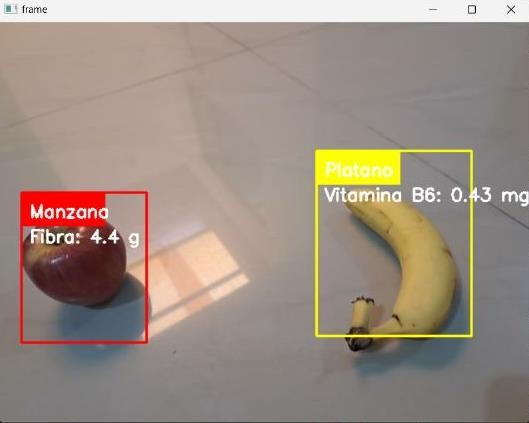 frame
Manzana
Fibra: 4.4 g
Platano
Vitamina B6: 0.43 mg